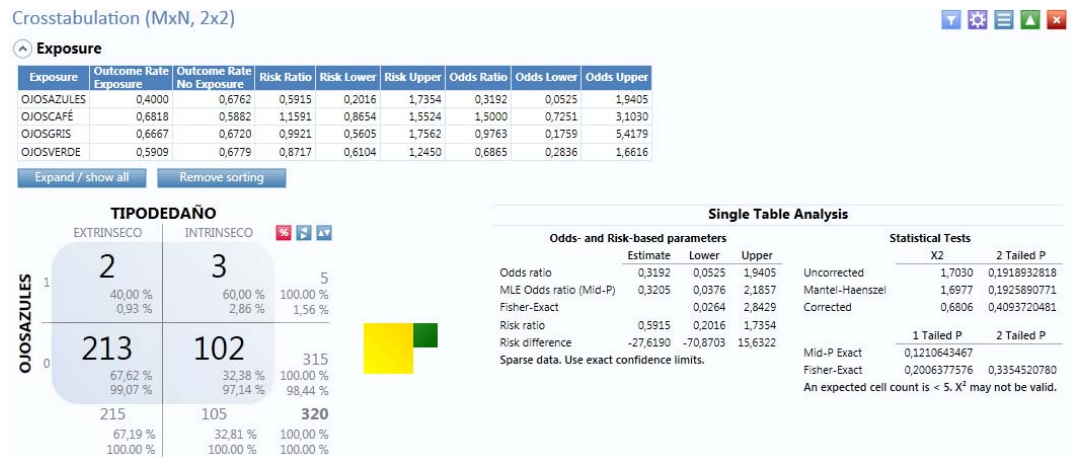 Crosstabulation (MxN, 2x2)
Exposure
Exposure Outcome Rate Exposure Outcome Rate No Exposure Risk Ratio Risk Lower Risk Upper Odds Ratio Odds Lower Odds Upper
OJOSAZULES 0,4000 0,6762 0,5915 0,2016 1,7354 0,3192 0,0525 1,9405
OJOSCAFÉ 0,6818 0,5882 1,1591 0,8654 1,5524 1,5000 0,7251 3,1030
OJOSGRIS 0,6667 0,6720 0,9921 0,5605 1,7562 0,9763 0,1759 5,4179
OJOSVERDE 0,5909 0,6779 0,8717 0,6104 1,2450 0,6865 0,2836 1,6616
Expand / show all Remove sorting
TIPODEDAÑO
EXTRINSECO INTRINSECO %
OJOSAZULES
1 2 3 5
40,00 % 60,00 % 100.00 %
0,93 % 2,86 % 1,56 %
0 213 102 315
67,62 % 32,38 % 100.00 %
99,07 % 97,14 % 98,44 %
215 105 320
67,19 % 32,81 % 100,00 %
100.00 % 100.00 % 100.00 %
Single Table Analysis
Odds- and Risk-based parameters
Estimate Lower Upper
Odds ratio 0,3192 0,0525 1,9405
MLE Odds ratio (Mid-P) 0,3205 0,0376 2,1857
Fisher-Exact 0,0264 2,8429
Risk ratio 0,5915 0,2016 1,7354
Risk difference -27,6190 -70,8703 15,6322
Sparse data. Use exact confidence limits.
Statistical Tests
X2 2 Tailed P
Uncorrected 1,7030 0,1918932818
Mantel-Haenszel 1,6977 0,1925890771
Corrected 0,6806 0,4093720481
1 Tailed P 2 Tailed P
Mid-P Exact 0,1210643467
Fisher-Exact 0,2006377576 0,3354520780
An expected cell count is < 5. X² may not be valid.